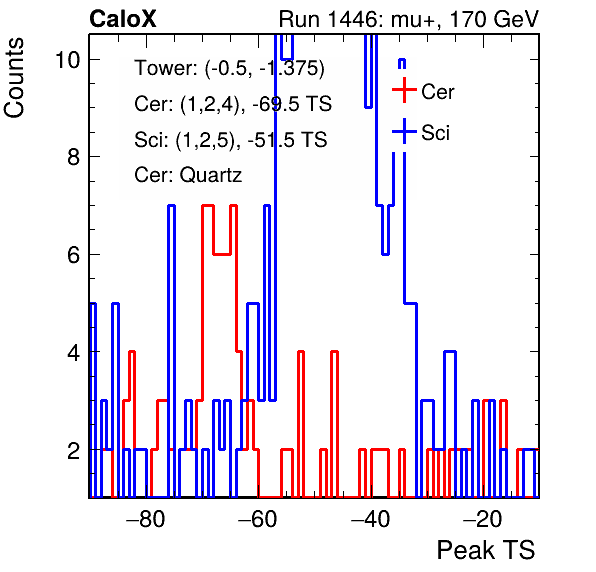 CaloX Run 1446: mu+, 170 GeV
Counts
10
8
6
4
2
Tower: (-0.5, -1.375)
Cer: (1,2,4), -69.5 TS
Sci: (1,2,5), -51.5 TS
Cer: Quartz
Cer
Sci
−80 −60 −40 −20
Peak TS